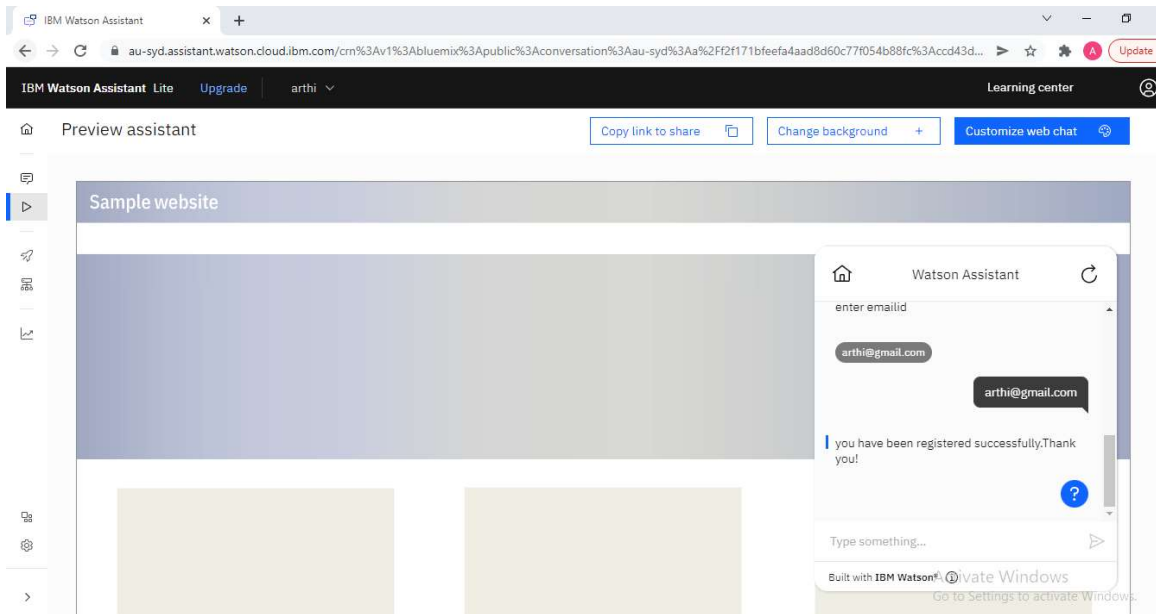 IBM Watson Assistant
au-syd.assistant.watson.cloud.ibm.com/crn%3Av1%3Abluemix%3Apublic%3Aconversation%3Aau-syd%3Aa%2Ff2f171bfeefa4aad8d60c77f054b88fc%3Accd43d...
A
Update
IBM Watson Assistant Lite Upgrade arthi Learning center
Preview assistant
Copy link to share
Change background +
Customize web chat
Sample website
Watson Assistant
enter emailid
arthi@gmail.com
arthi@gmail.com
you have been registered successfully.Thank
you!
?
Type something...
Built with IBM Watson®
Activate Windows
Go to Settings to activate Windows.